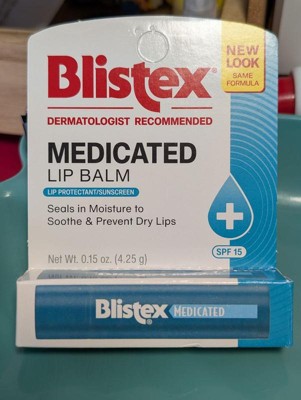 Blistex®
NEW
LOOK
SAME
FORMULA
DERMATOLOGIST RECOMMENDED
MEDICATED
LIP BALM
LIP PROTECTANT/SUNSCREEN
Seals in Moisture to
Soothe & Prevent Dry Lips
SPF 15
Net Wt. 0.15 oz. (4.25 g)
Blistex® MEDICATED